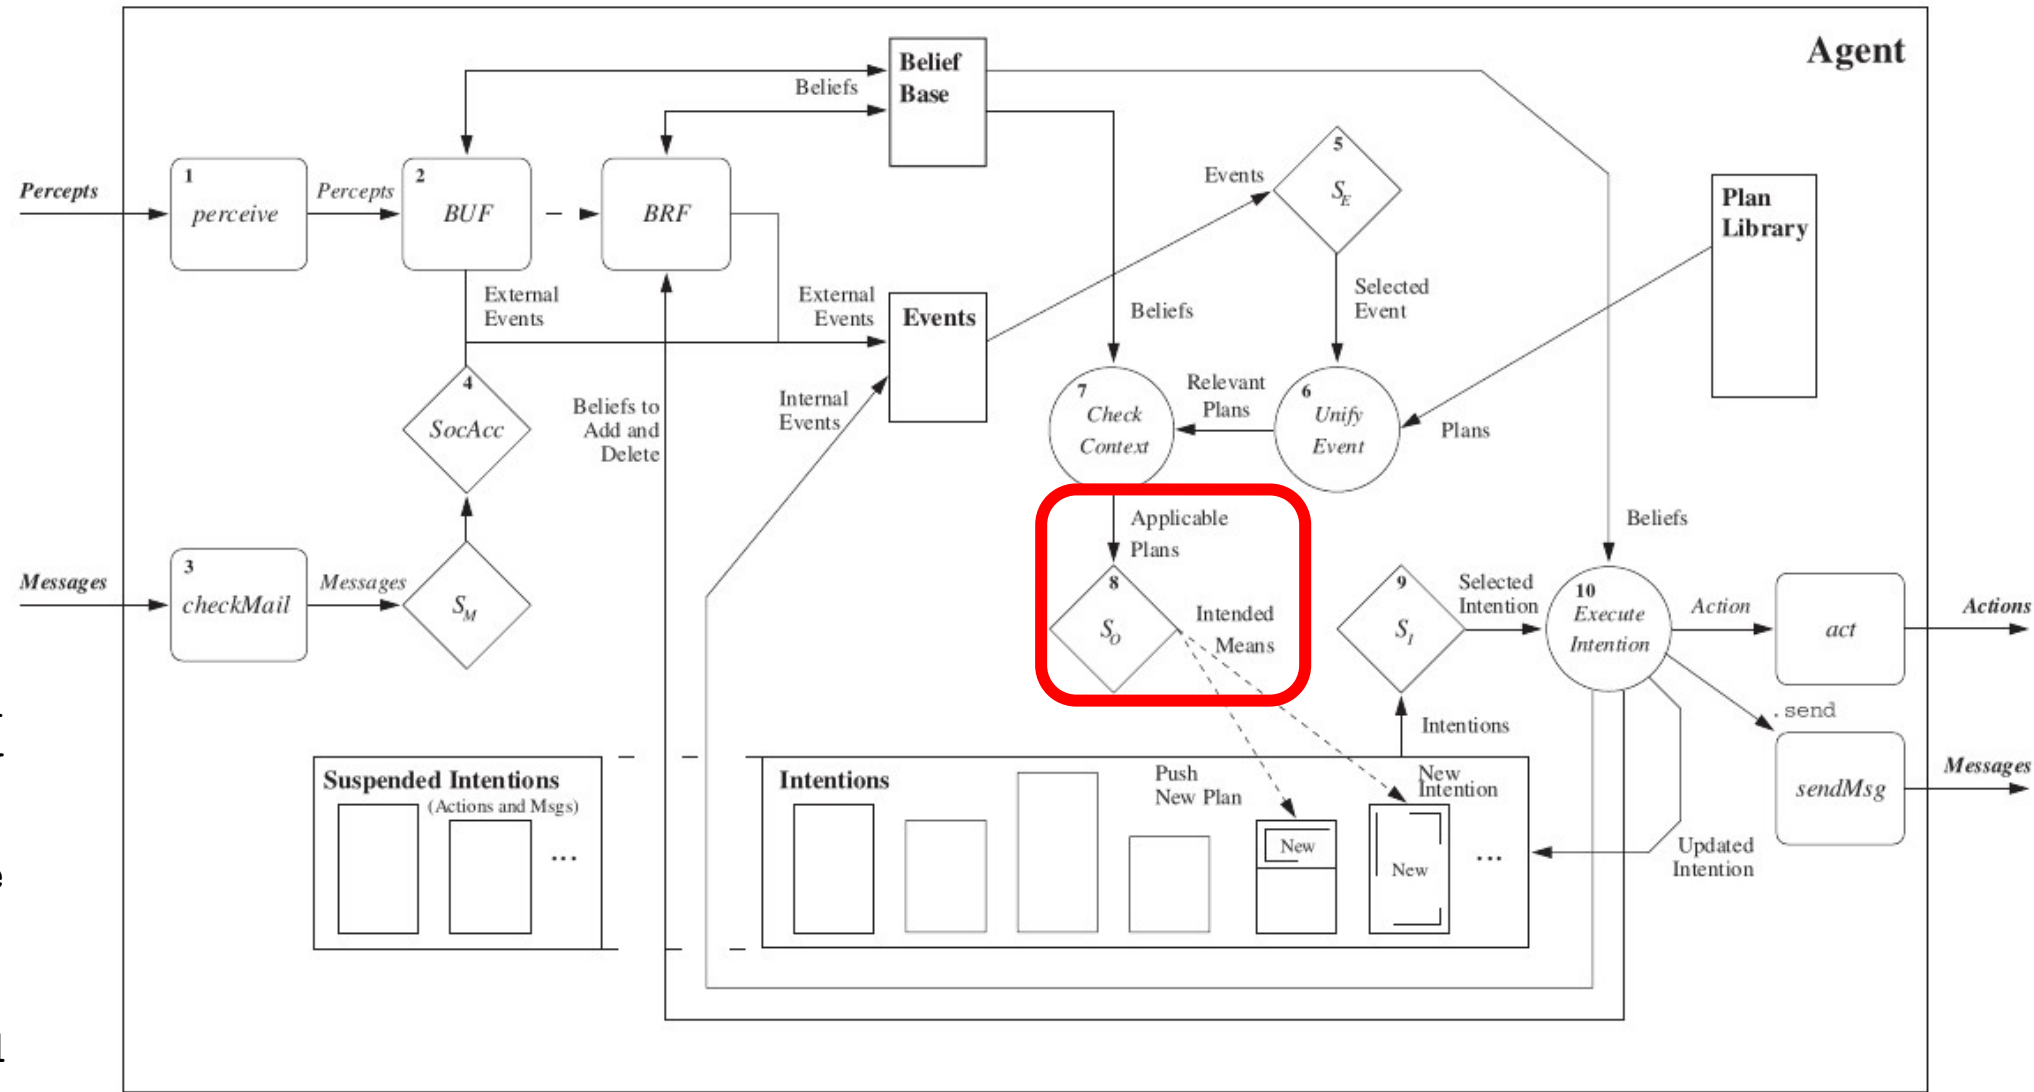 Agent
Belief
Base
Beliefs
5
S_E
Events
Plan
Library
Percepts
1
perceive
Percepts
2
BUF
BRF
External
Events
External
Events
Events
Beliefs
Selected
Event
4
SocAcc
Beliefs to
Add and
Delete
Internal
Events
7
Check
Context
Relevant
Plans
6
Unify
Event
Plans
Applicable
Plans
Beliefs
Messages
3
checkMail
Messages
S_M
8
S_O
Intended
Means
9
S_I
Selected
Intention
10
Execute
Intention
Action
act
Actions
.send
Intentions
Suspended Intentions
(Actions and Msgs)
...
Intentions
Push
New Plan
New
Intention
New
New
...
sendMsg
Messages
Updated
Intention